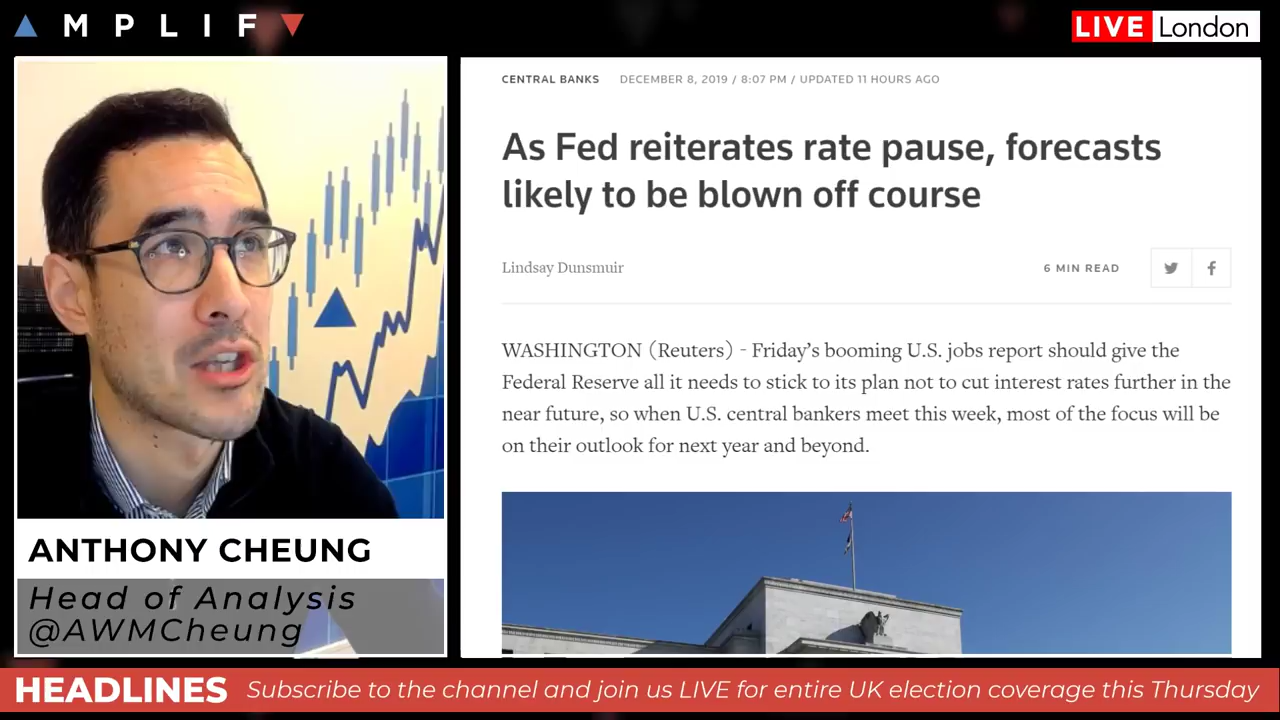 AMPLIFY
LIVE London
CENTRAL BANKS DECEMBER 8, 2019 / 8:07 PM / UPDATED 11 HOURS AGO
As Fed reiterates rate pause, forecasts
likely to be blown off course
Lindsay Dunsmuir
6 MIN READ
WASHINGTON (Reuters) - Friday’s booming U.S. jobs report should give the
Federal Reserve all it needs to stick to its plan not to cut interest rates further in the
near future, so when U.S. central bankers meet this week, most of the focus will be
on their outlook for next year and beyond.
ANTHONY CHEUNG
Head of Analysis
@AWMCheung
HEADLINES Subscribe to the channel and join us LIVE for entire UK election coverage this Thursday